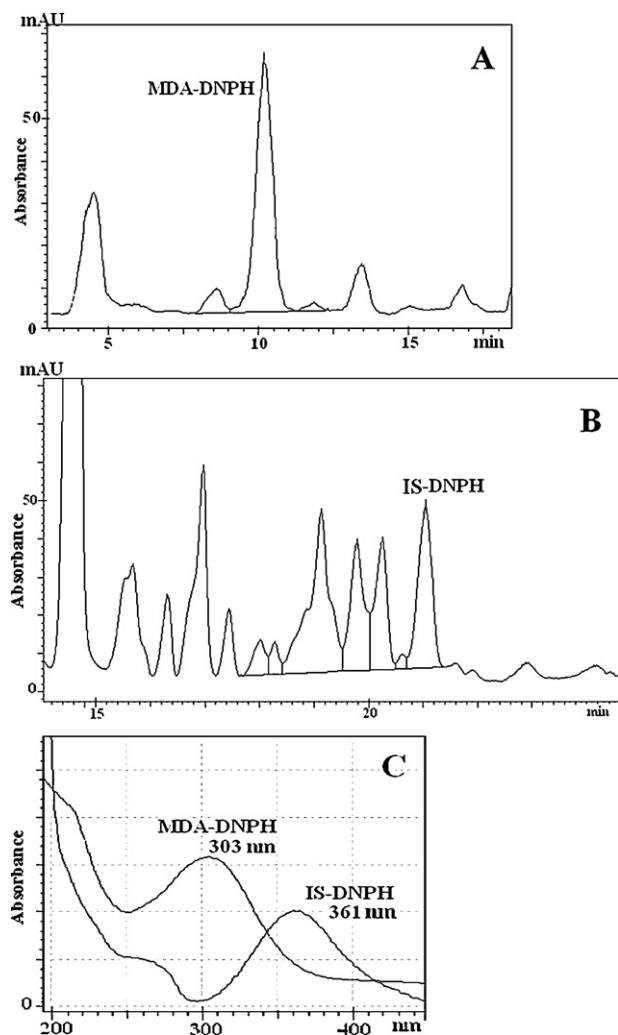 mAU
A
MDA-DNPH
50
Absorbance
0
5
10
15
min
mAU
B
IS-DNPH
50
Absorbance
0
15
20
min
C
MDA-DNPH
303 nm
IS-DNPH
361 nm
Absorbance
0
200
300
400
nm